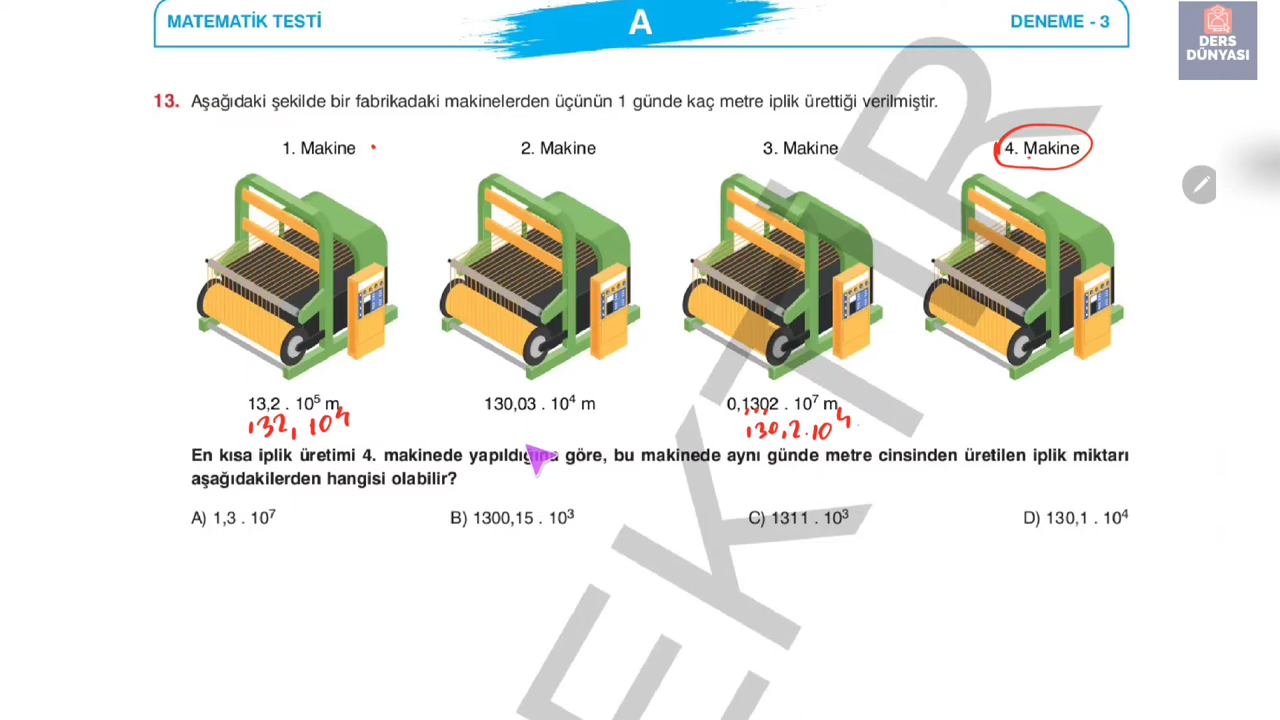 MATEMATİK TESTİ A DENEME - 3
DERS
DÜNYASI
13. Aşağıdaki şekilde bir fabrikadaki makinelerden üçünün 1 günde kaç metre iplik ürettiği verilmiştir.
1. Makine 2. Makine 3. Makine 4. Makine
13,2 . 10⁵ m 130,03 . 10⁴ m 0,1302 . 10⁷ m
132, 10⁴ 130,2.10⁴
En kısa iplik üretimi 4. makinede yapıldığına göre, bu makinede aynı günde metre cinsinden üretilen iplik miktarı
aşağıdakilerden hangisi olabilir?
A) 1,3 . 10⁷ B) 1300,15 . 10³ C) 1311 . 10³ D) 130,1 . 10⁴